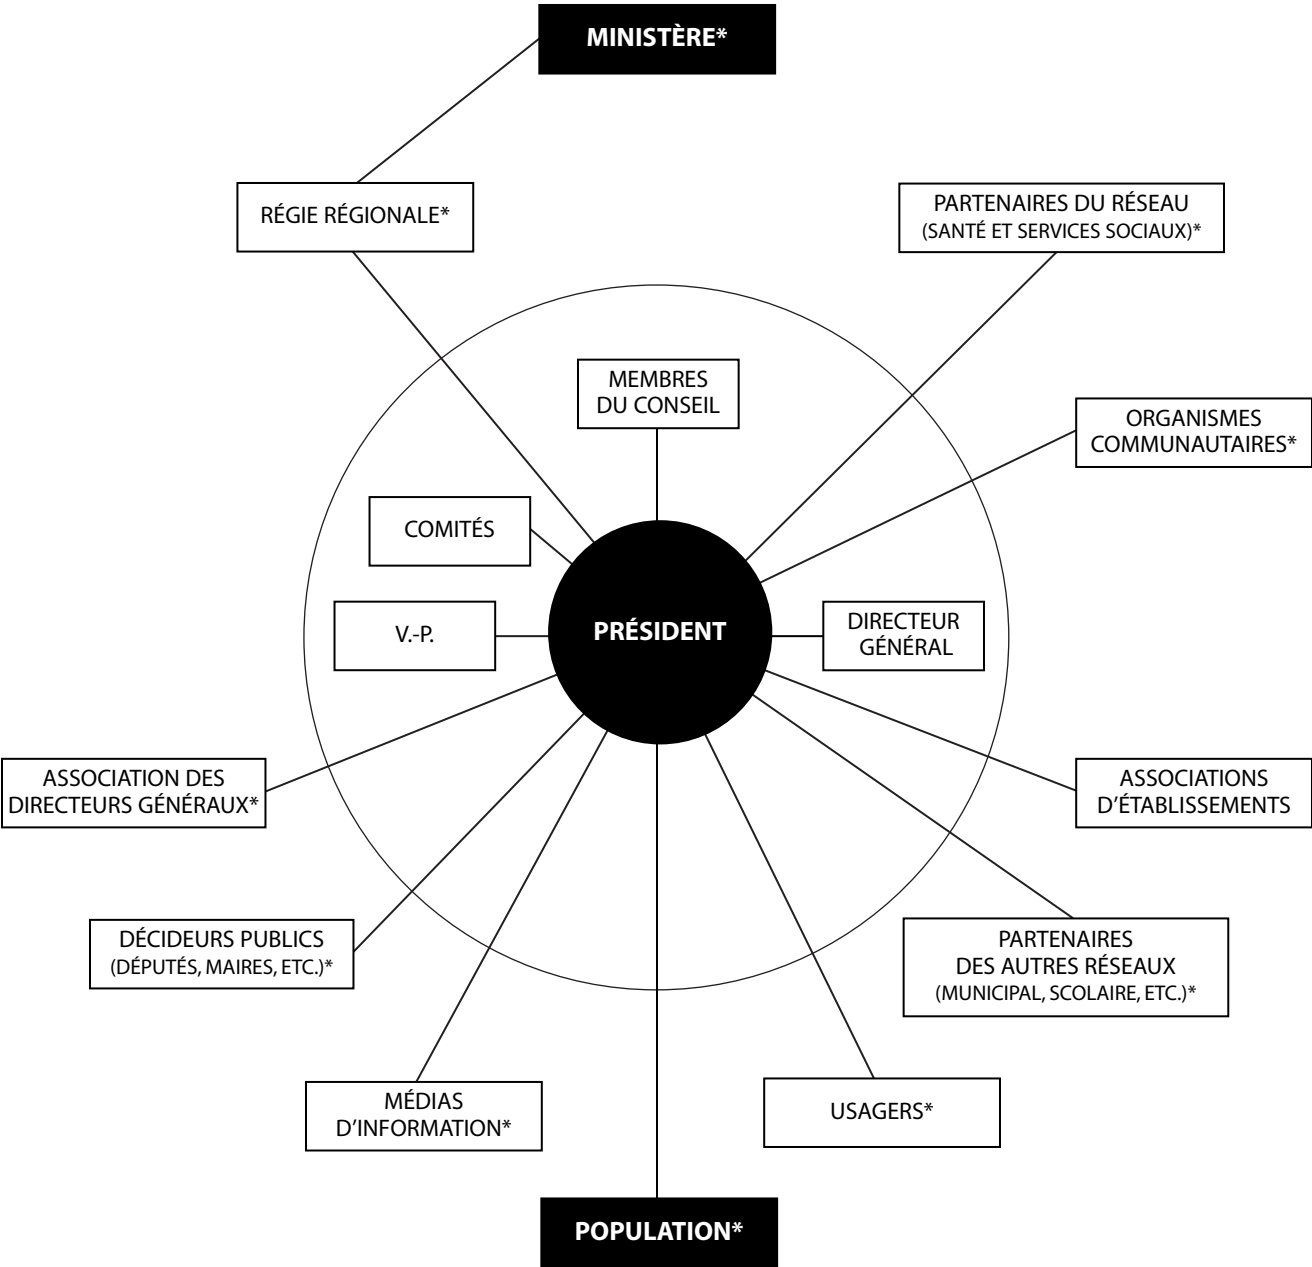 MINISTÈRE*
RÉGIE RÉGIONALE*
PARTENAIRES DU RÉSEAU
(SANTÉ ET SERVICES SOCIAUX)*
MEMBRES
DU CONSEIL
ORGANISMES
COMMUNAUTAIRES*
COMITÉS
V.-P.
PRÉSIDENT
DIRECTEUR
GÉNÉRAL
ASSOCIATION DES
DIRECTEURS GÉNÉRAUX*
ASSOCIATIONS
D'ÉTABLISSEMENTS
DÉCIDEURS PUBLICS
(DÉPUTÉS, MAIRES, ETC.)*
PARTENAIRES
DES AUTRES RÉSEAUX
(MUNICIPAL, SCOLAIRE, ETC.)*
MÉDIAS
D'INFORMATION*
USAGERS*
POPULATION*